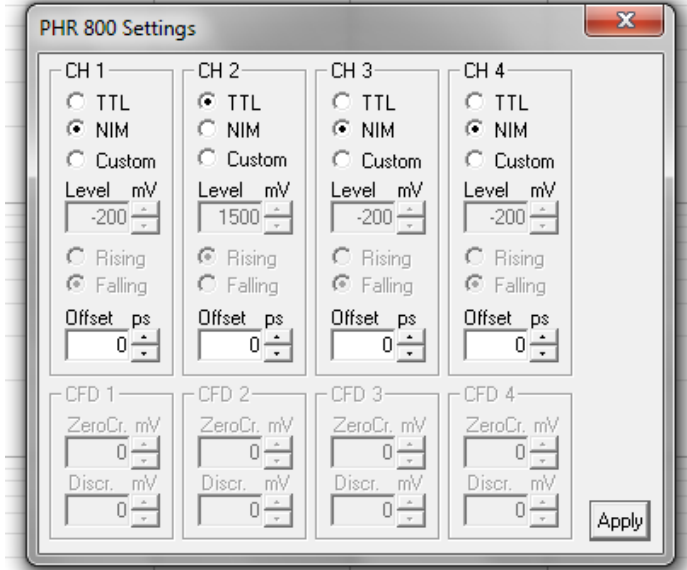 PHR 800 Settings
CH 1
TTL
NIM
Custom
Level mV
-200
Rising
Falling
Offset ps
0
CH 2
TTL
NIM
Custom
Level mV
1500
Rising
Falling
Offset ps
0
CH 3
TTL
NIM
Custom
Level mV
-200
Rising
Falling
Offset ps
0
CH 4
TTL
NIM
Custom
Level mV
-200
Rising
Falling
Offset ps
0
CFD 1
ZeroCr. mV
0
Discr. mV
0
CFD 2
ZeroCr. mV
0
Discr. mV
0
CFD 3
ZeroCr. mV
0
Discr. mV
0
CFD 4
ZeroCr. mV
0
Discr. mV
0
Apply